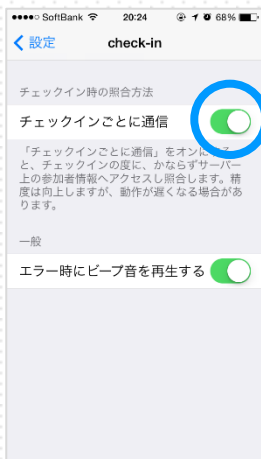 SoftBank 20:24 68%
設定 check-in
チェックイン時の照合方法
チェックインごとに通信
「チェックインごとに通信」をオンにする
と、チェックインの度に、かならずサーバー
上の参加者情報へアクセスし照合します。精
度は向上しますが、動作が遅くなる場合があ
ります。
一般
エラー時にビープ音を再生する